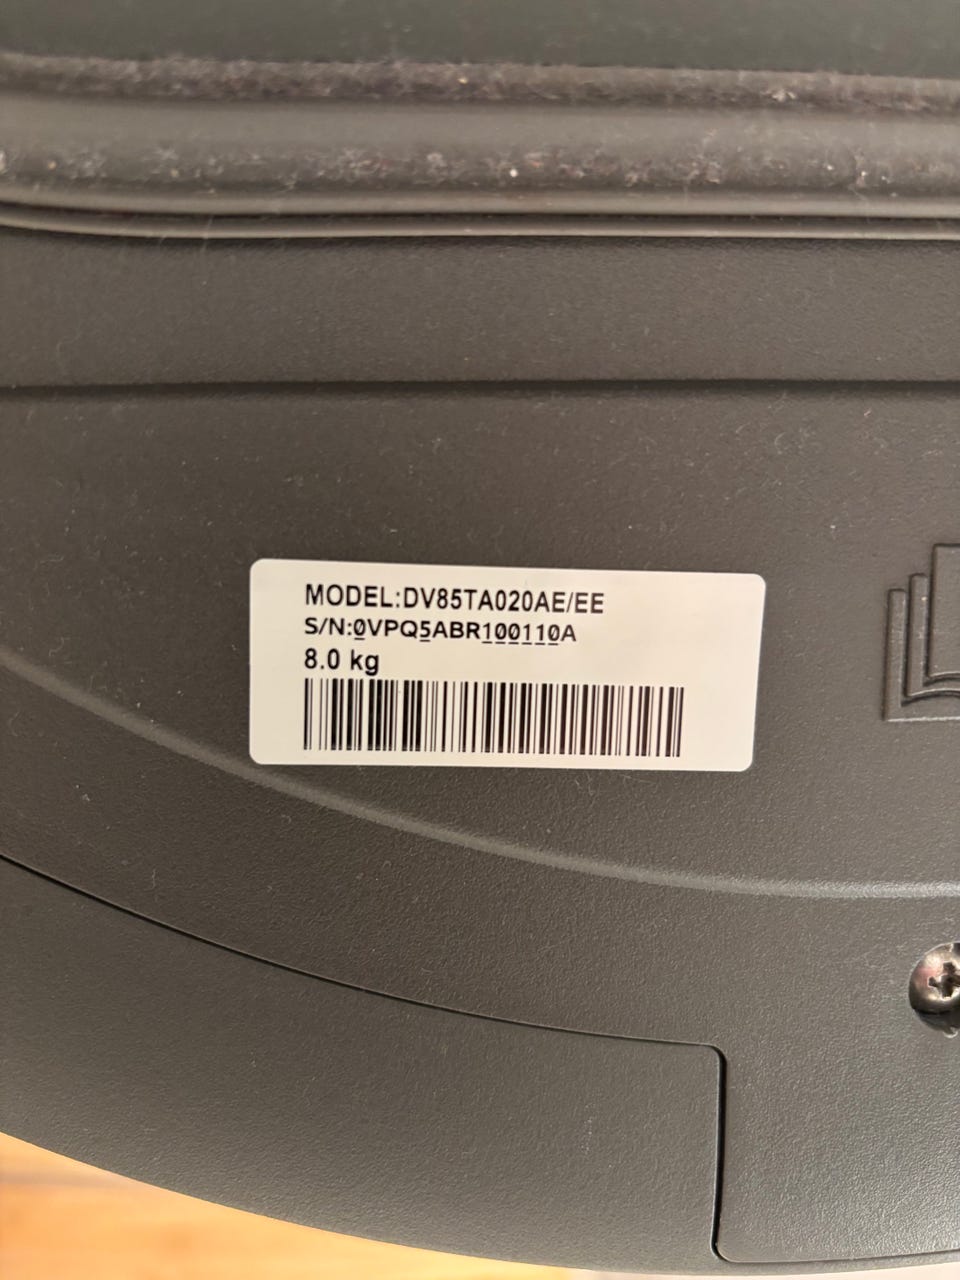 MODEL:DV85TA020AE/EE
S/N:0VPQ5ABR100110A
8.0 kg